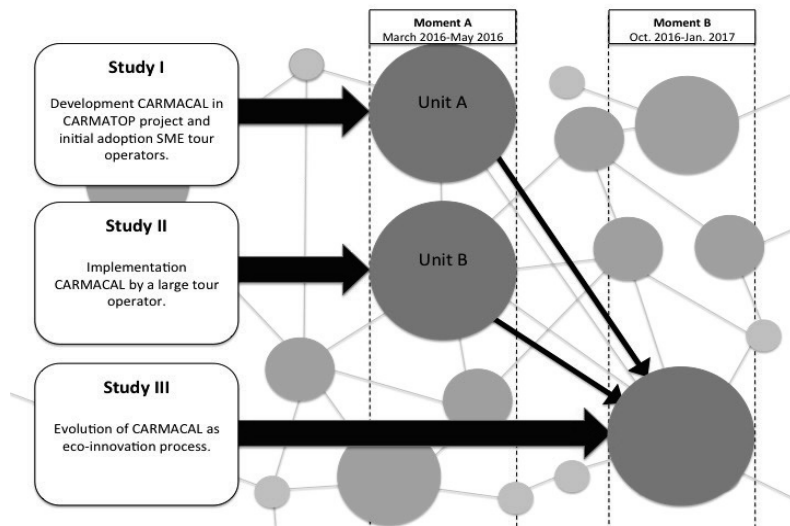 Moment A
March 2016-May 2016
Moment B
Oct. 2016-Jan. 2017
Study I
Development CARMACAL in
CARMATOP project and
initial adoption SME tour
operators.
Unit A
Study II
Implementation
CARMACAL by a large tour
operator.
Unit B
Study III
Evolution of CARMACAL as
eco-innovation process.